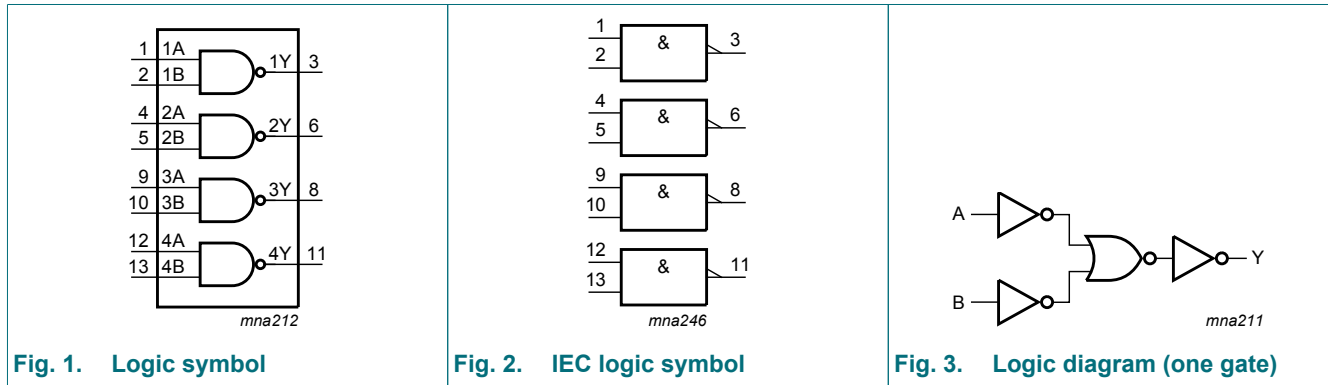 1 1A
2 1B
1Y 3
4 2A
5 2B
2Y 6
9 3A
10 3B
3Y 8
12 4A
13 4B
4Y 11
mna212
Fig. 1. Logic symbol
1
2
&
3
4
5
&
6
9
10
&
8
12
13
&
11
mna246
Fig. 2. IEC logic symbol
A
B
Y
mna211
Fig. 3. Logic diagram (one gate)